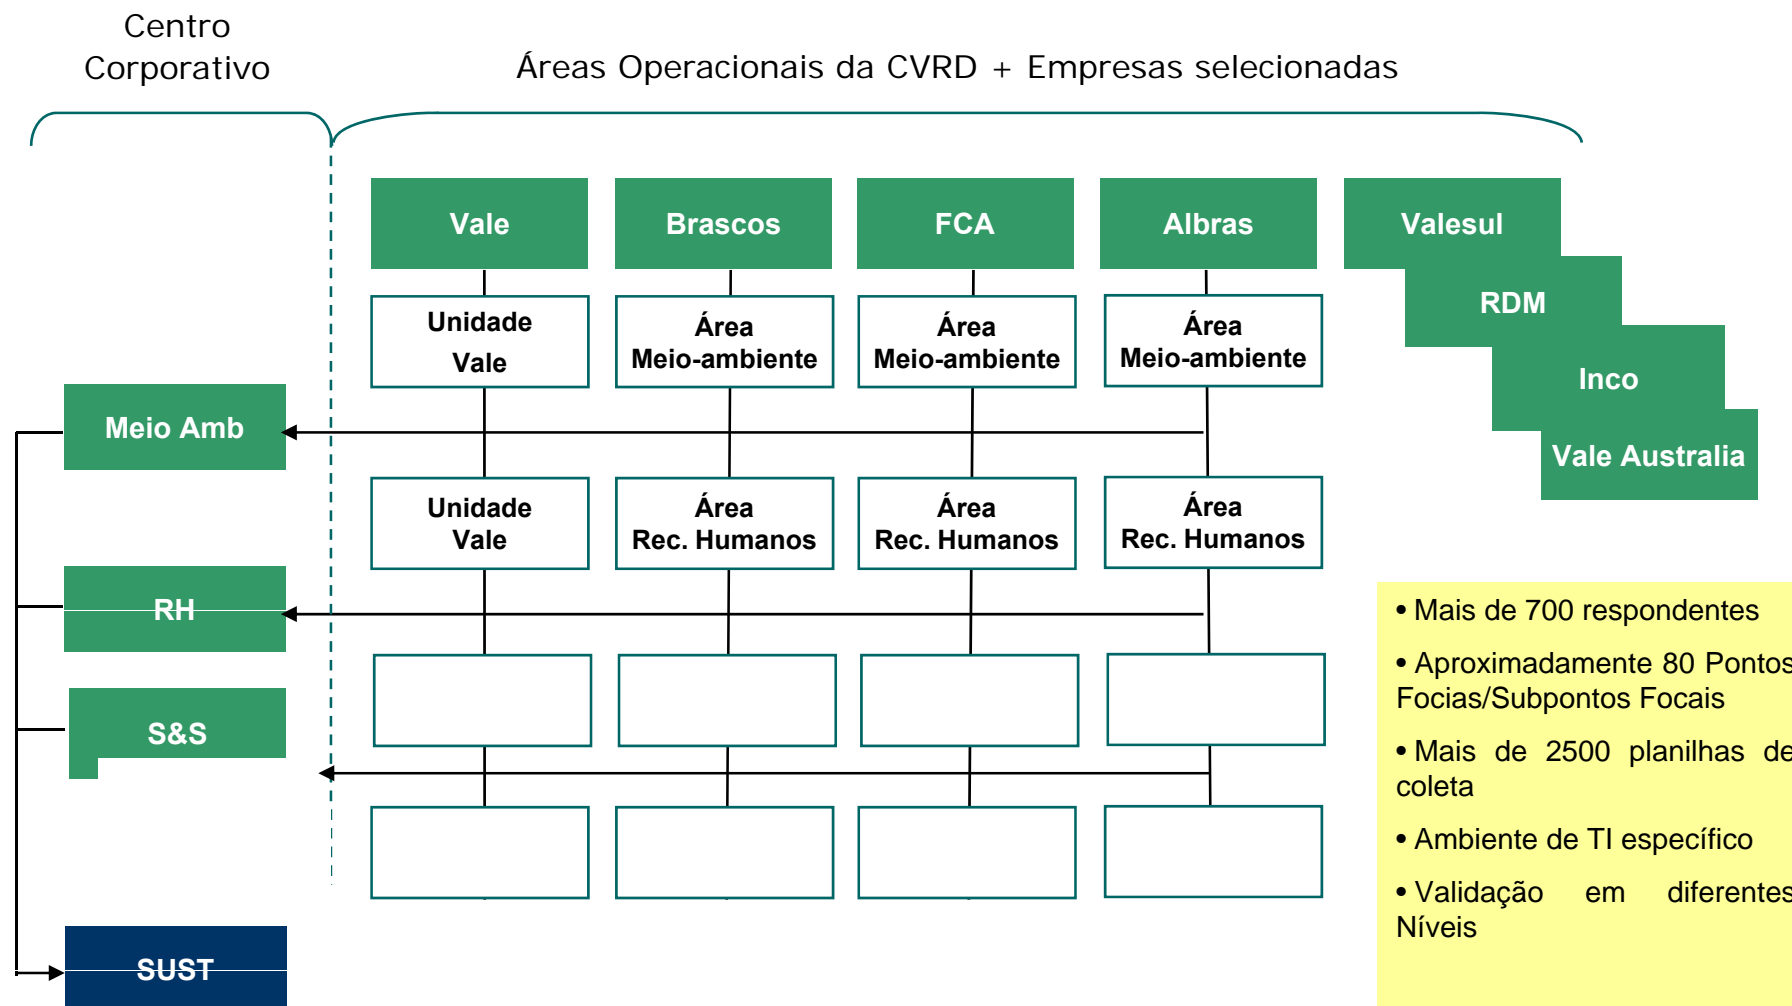 Centro
Corporativo
Áreas Operacionais da CVRD + Empresas selecionadas
Vale
Brascos
FCA
Albras
Valesul
RDM
Inco
Vale Australia
Unidade
Vale
Área
Meio-ambiente
Área
Meio-ambiente
Área
Meio-ambiente
Meio Amb
Unidade
Vale
Área
Rec. Humanos
Área
Rec. Humanos
Área
Rec. Humanos
RH
S&S
SUST
• Mais de 700 respondentes
• Aproximadamente 80 Pontos
Focias/Subpontos Focais
• Mais de 2500 planilhas de
coleta
• Ambiente de TI específico
• Validação em diferentes
Níveis